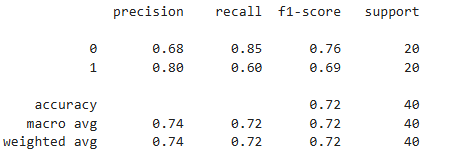 precision recall f1-score support
0 0.68 0.85 0.76 20
1 0.80 0.60 0.69 20
accuracy 0.72 40
macro avg 0.74 0.72 0.72 40
weighted avg 0.74 0.72 0.72 40